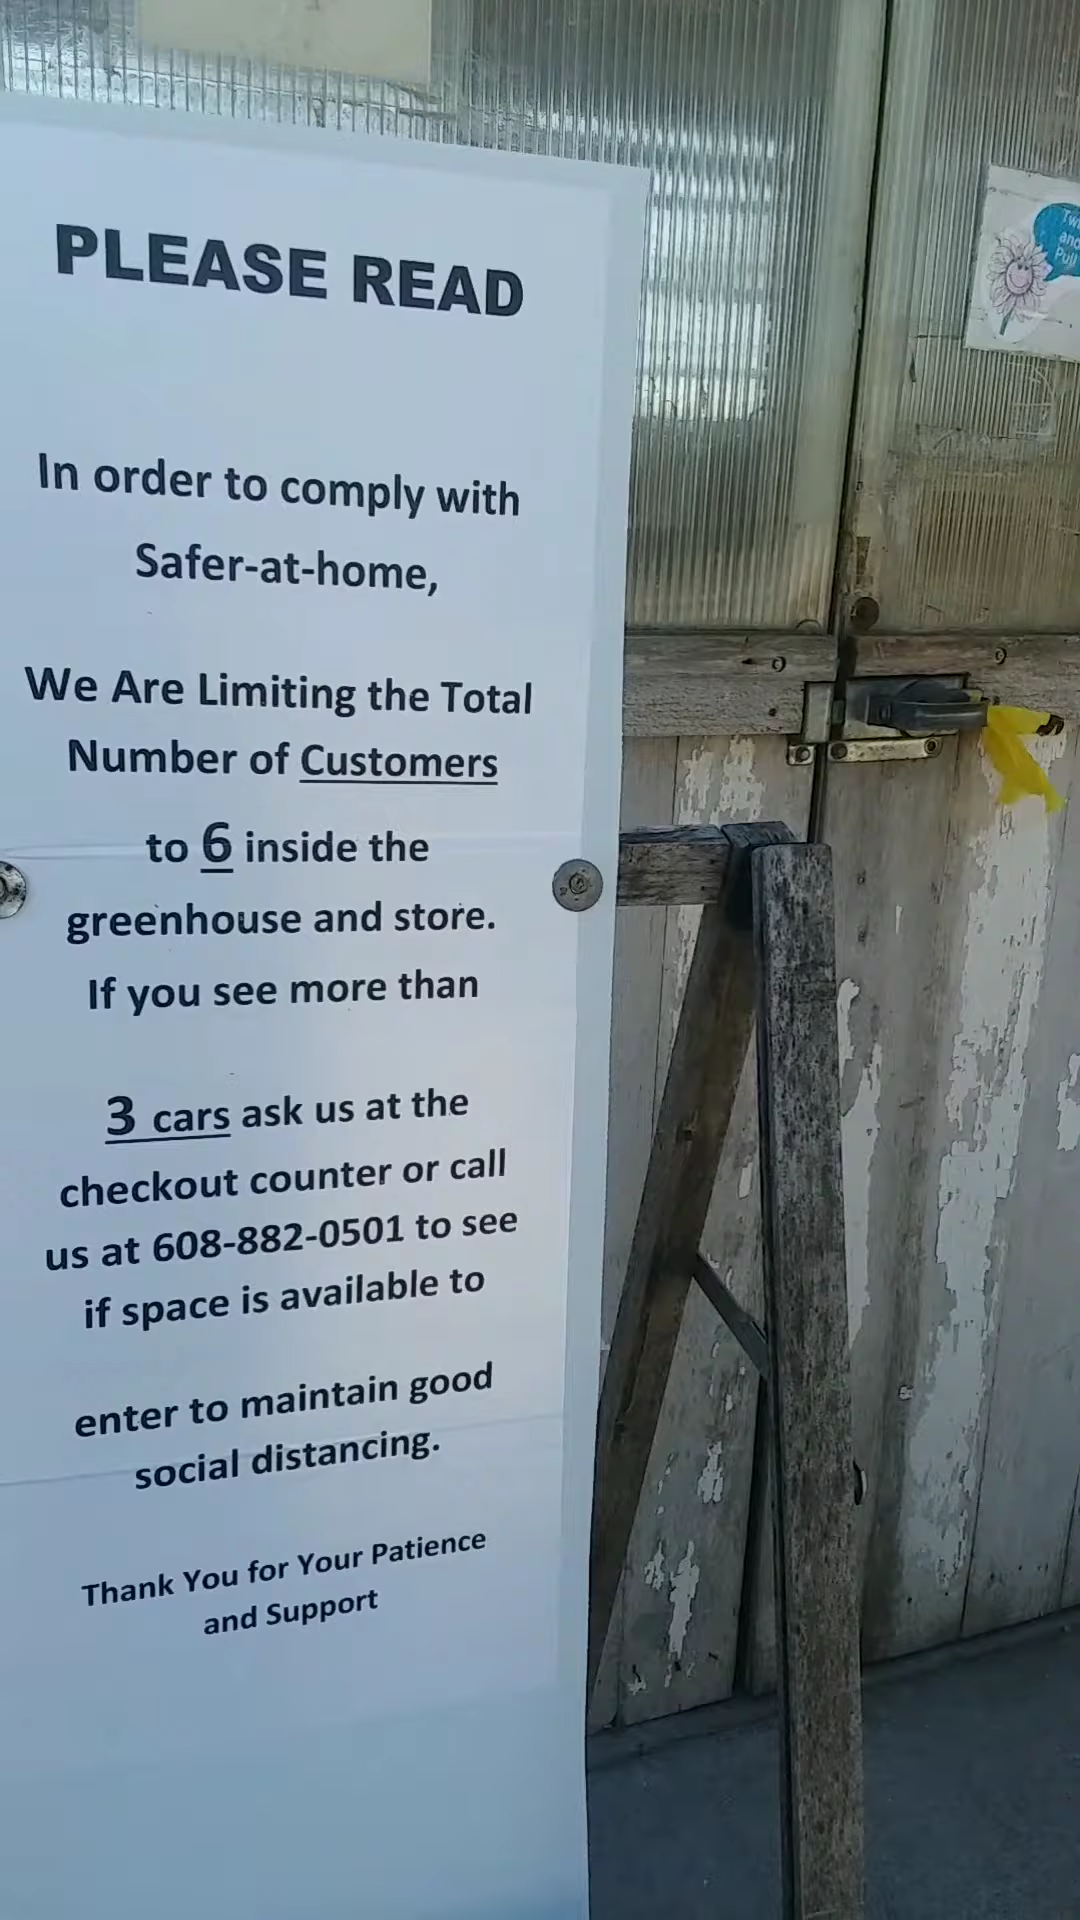 PLEASE READ
In order to comply with
Safer-at-home,
We Are Limiting the Total
Number of Customers
to 6 inside the
greenhouse and store.
If you see more than
3 cars ask us at the
checkout counter or call
us at 608-882-0501 to see
if space is available to
enter to maintain good
social distancing.
Thank You for Your Patience
and Support
and
Pull